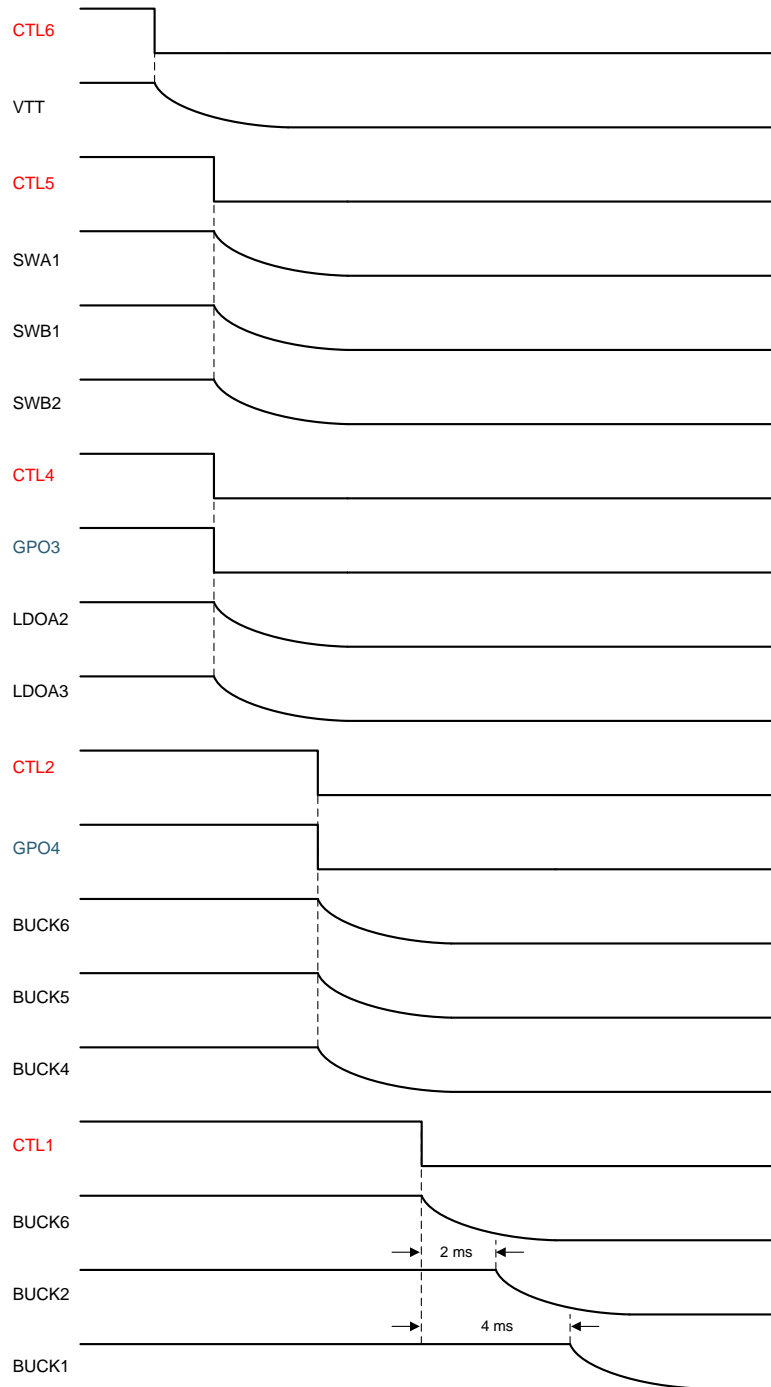 CTL6
VTT
CTL5
SWA1
SWB1
SWB2
CTL4
GPO3
LDOA2
LDOA3
CTL2
GPO4
BUCK6
BUCK5
BUCK4
CTL1
BUCK6
2 ms
BUCK2
4 ms
BUCK1